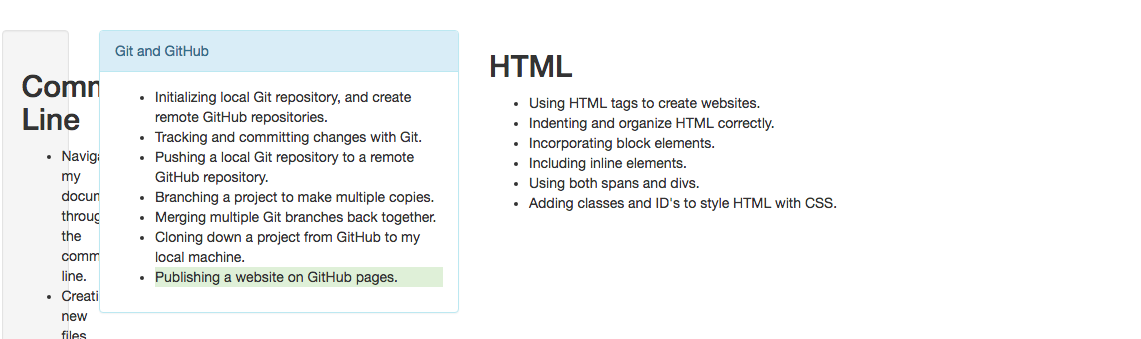 Comm
Line
• Naviga
my
docum
throug
the
comm
line.
• Creati
new
files
Git and GitHub
• Initializing local Git repository, and create
remote GitHub repositories.
• Tracking and committing changes with Git.
• Pushing a local Git repository to a remote
GitHub repository.
• Branching a project to make multiple copies.
• Merging multiple Git branches back together.
• Cloning down a project from GitHub to my
local machine.
• Publishing a website on GitHub pages.
HTML
• Using HTML tags to create websites.
• Indenting and organize HTML correctly.
• Incorporating block elements.
• Including inline elements.
• Using both spans and divs.
• Adding classes and ID's to style HTML with CSS.